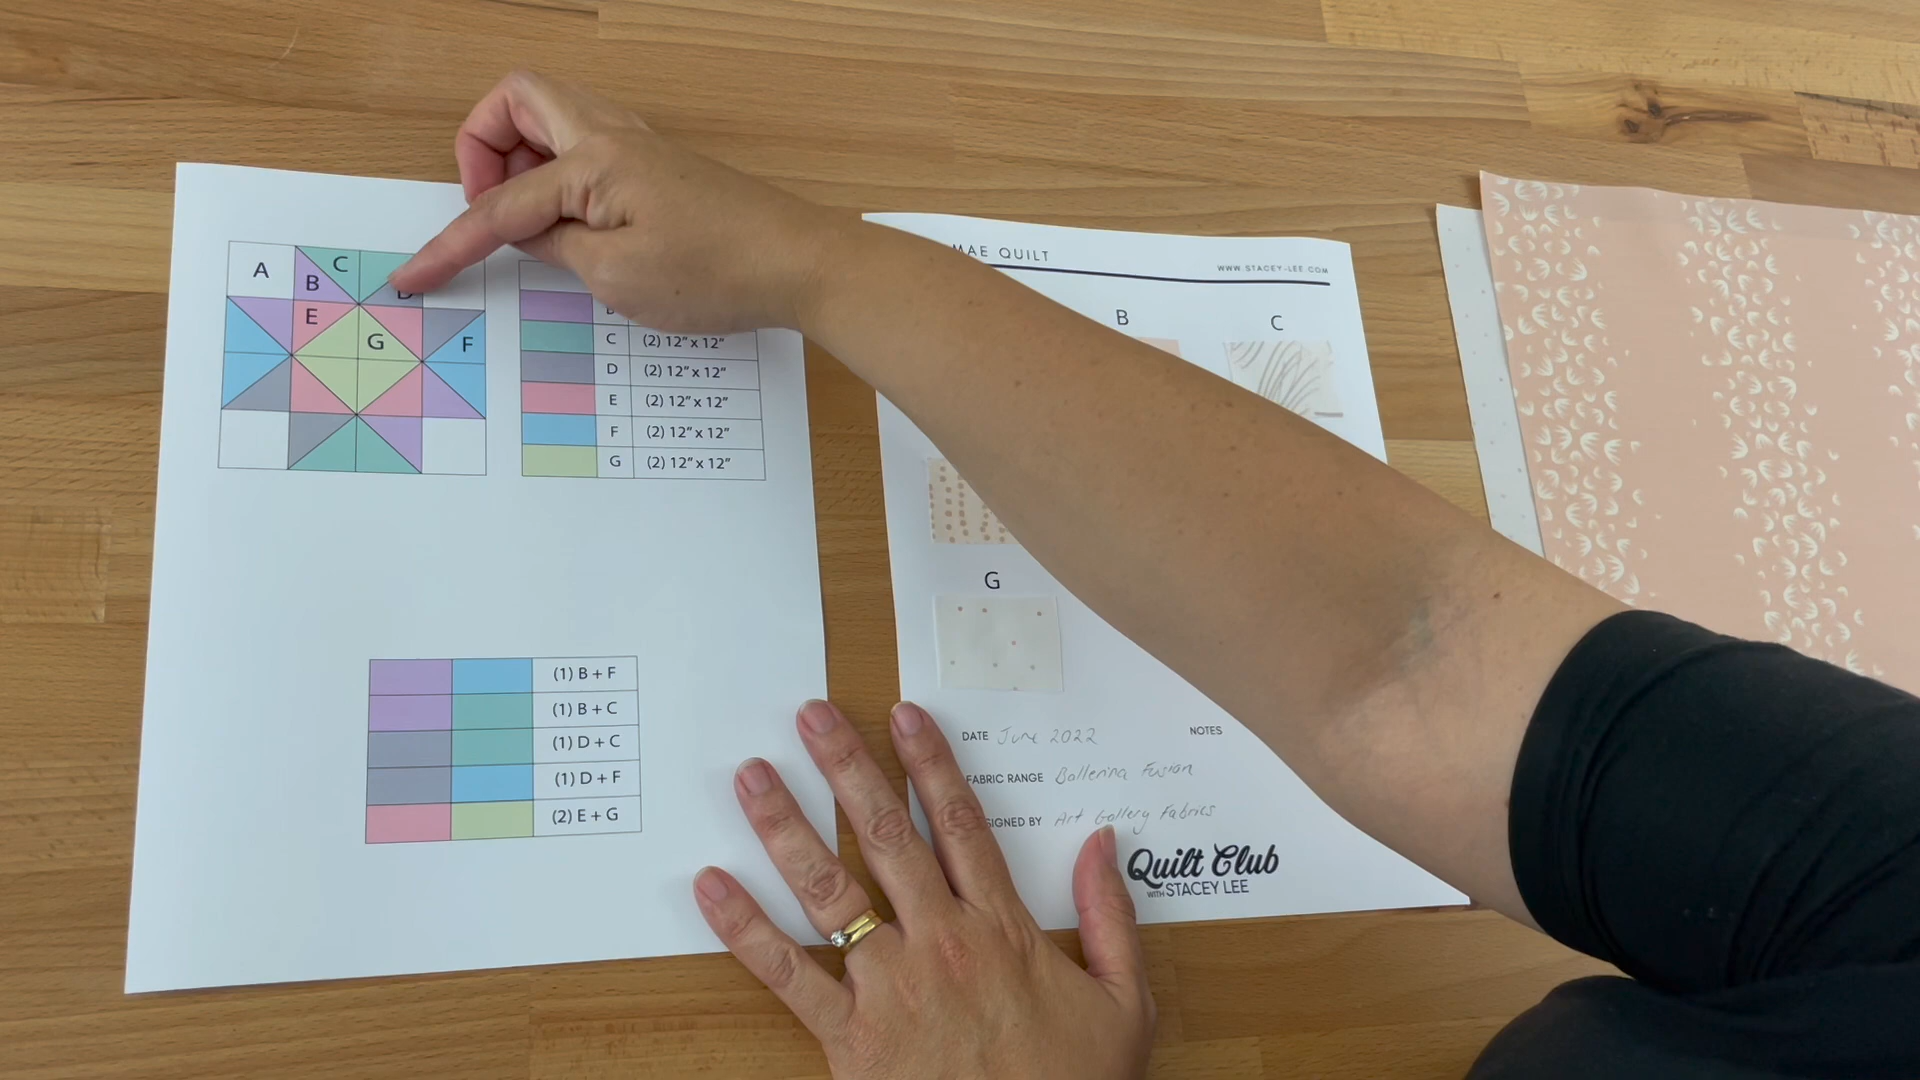 A
C
B
D
E
G
F
B
C (2) 12" x 12"
D (2) 12" x 12"
E (2) 12" x 12"
F (2) 12" x 12"
G (2) 12" x 12"
(1) B + F
(1) B + C
(1) D + C
(1) D + F
(2) E + G
MAE QUILT
WWW.STACEY-LEE.COM
B
C
G
DATE June 2022
NOTES
FABRIC RANGE Ballerina Fusion
SIGNED BY Art Gallery Fabrics
Quilt Club
WITH STACEY LEE